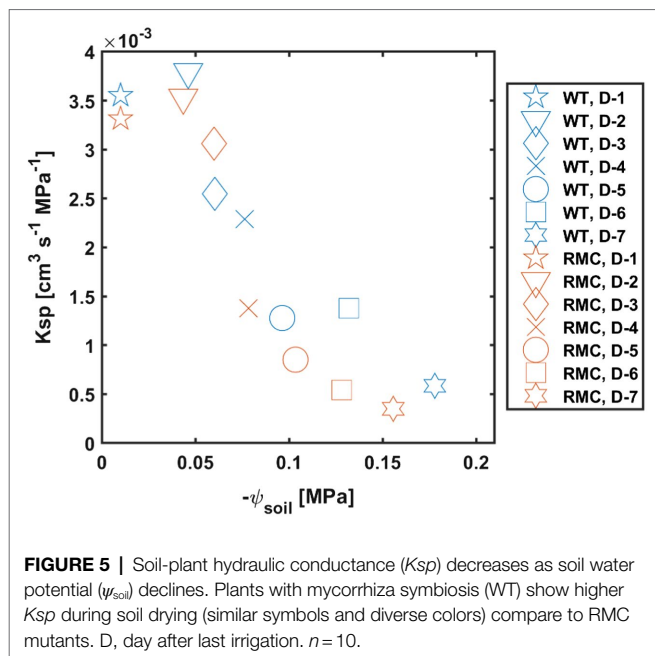 ×10⁻³
4
3.5
3
2.5
2
1.5
1
0.5
0
Ksp [cm³ s⁻¹ MPa⁻¹]
0 0.05 0.1 0.15 0.2
-ψsoil [MPa]
WT, D-1
WT, D-2
WT, D-3
WT, D-4
WT, D-5
WT, D-6
WT, D-7
RMC, D-1
RMC, D-2
RMC, D-3
RMC, D-4
RMC, D-5
RMC, D-6
RMC, D-7
FIGURE 5 | Soil-plant hydraulic conductance (Ksp) decreases as soil water
potential (ψsoil) declines. Plants with mycorrhiza symbiosis (WT) show higher
Ksp during soil drying (similar symbols and diverse colors) compare to RMC
mutants. D, day after last irrigation. n = 10.